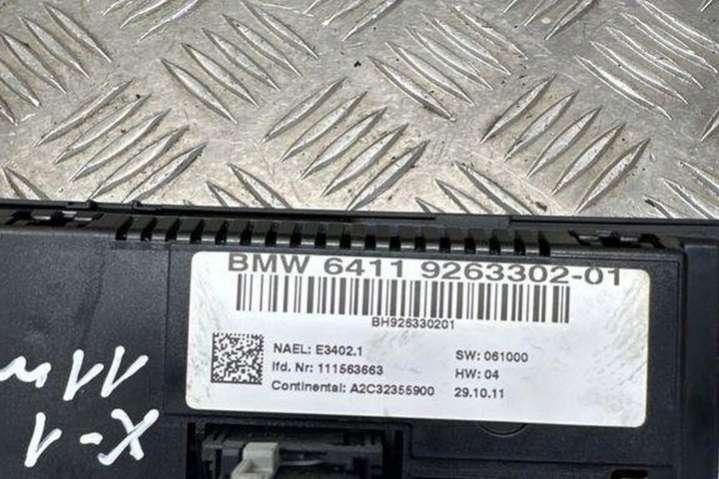 BMW 6411 9263302-01
BH926330201
NAEL: E3402.1
SW: 061000
lfd. Nr: 111563663
HW: 04
Continental: A2C32355900
29.10.11
X-1